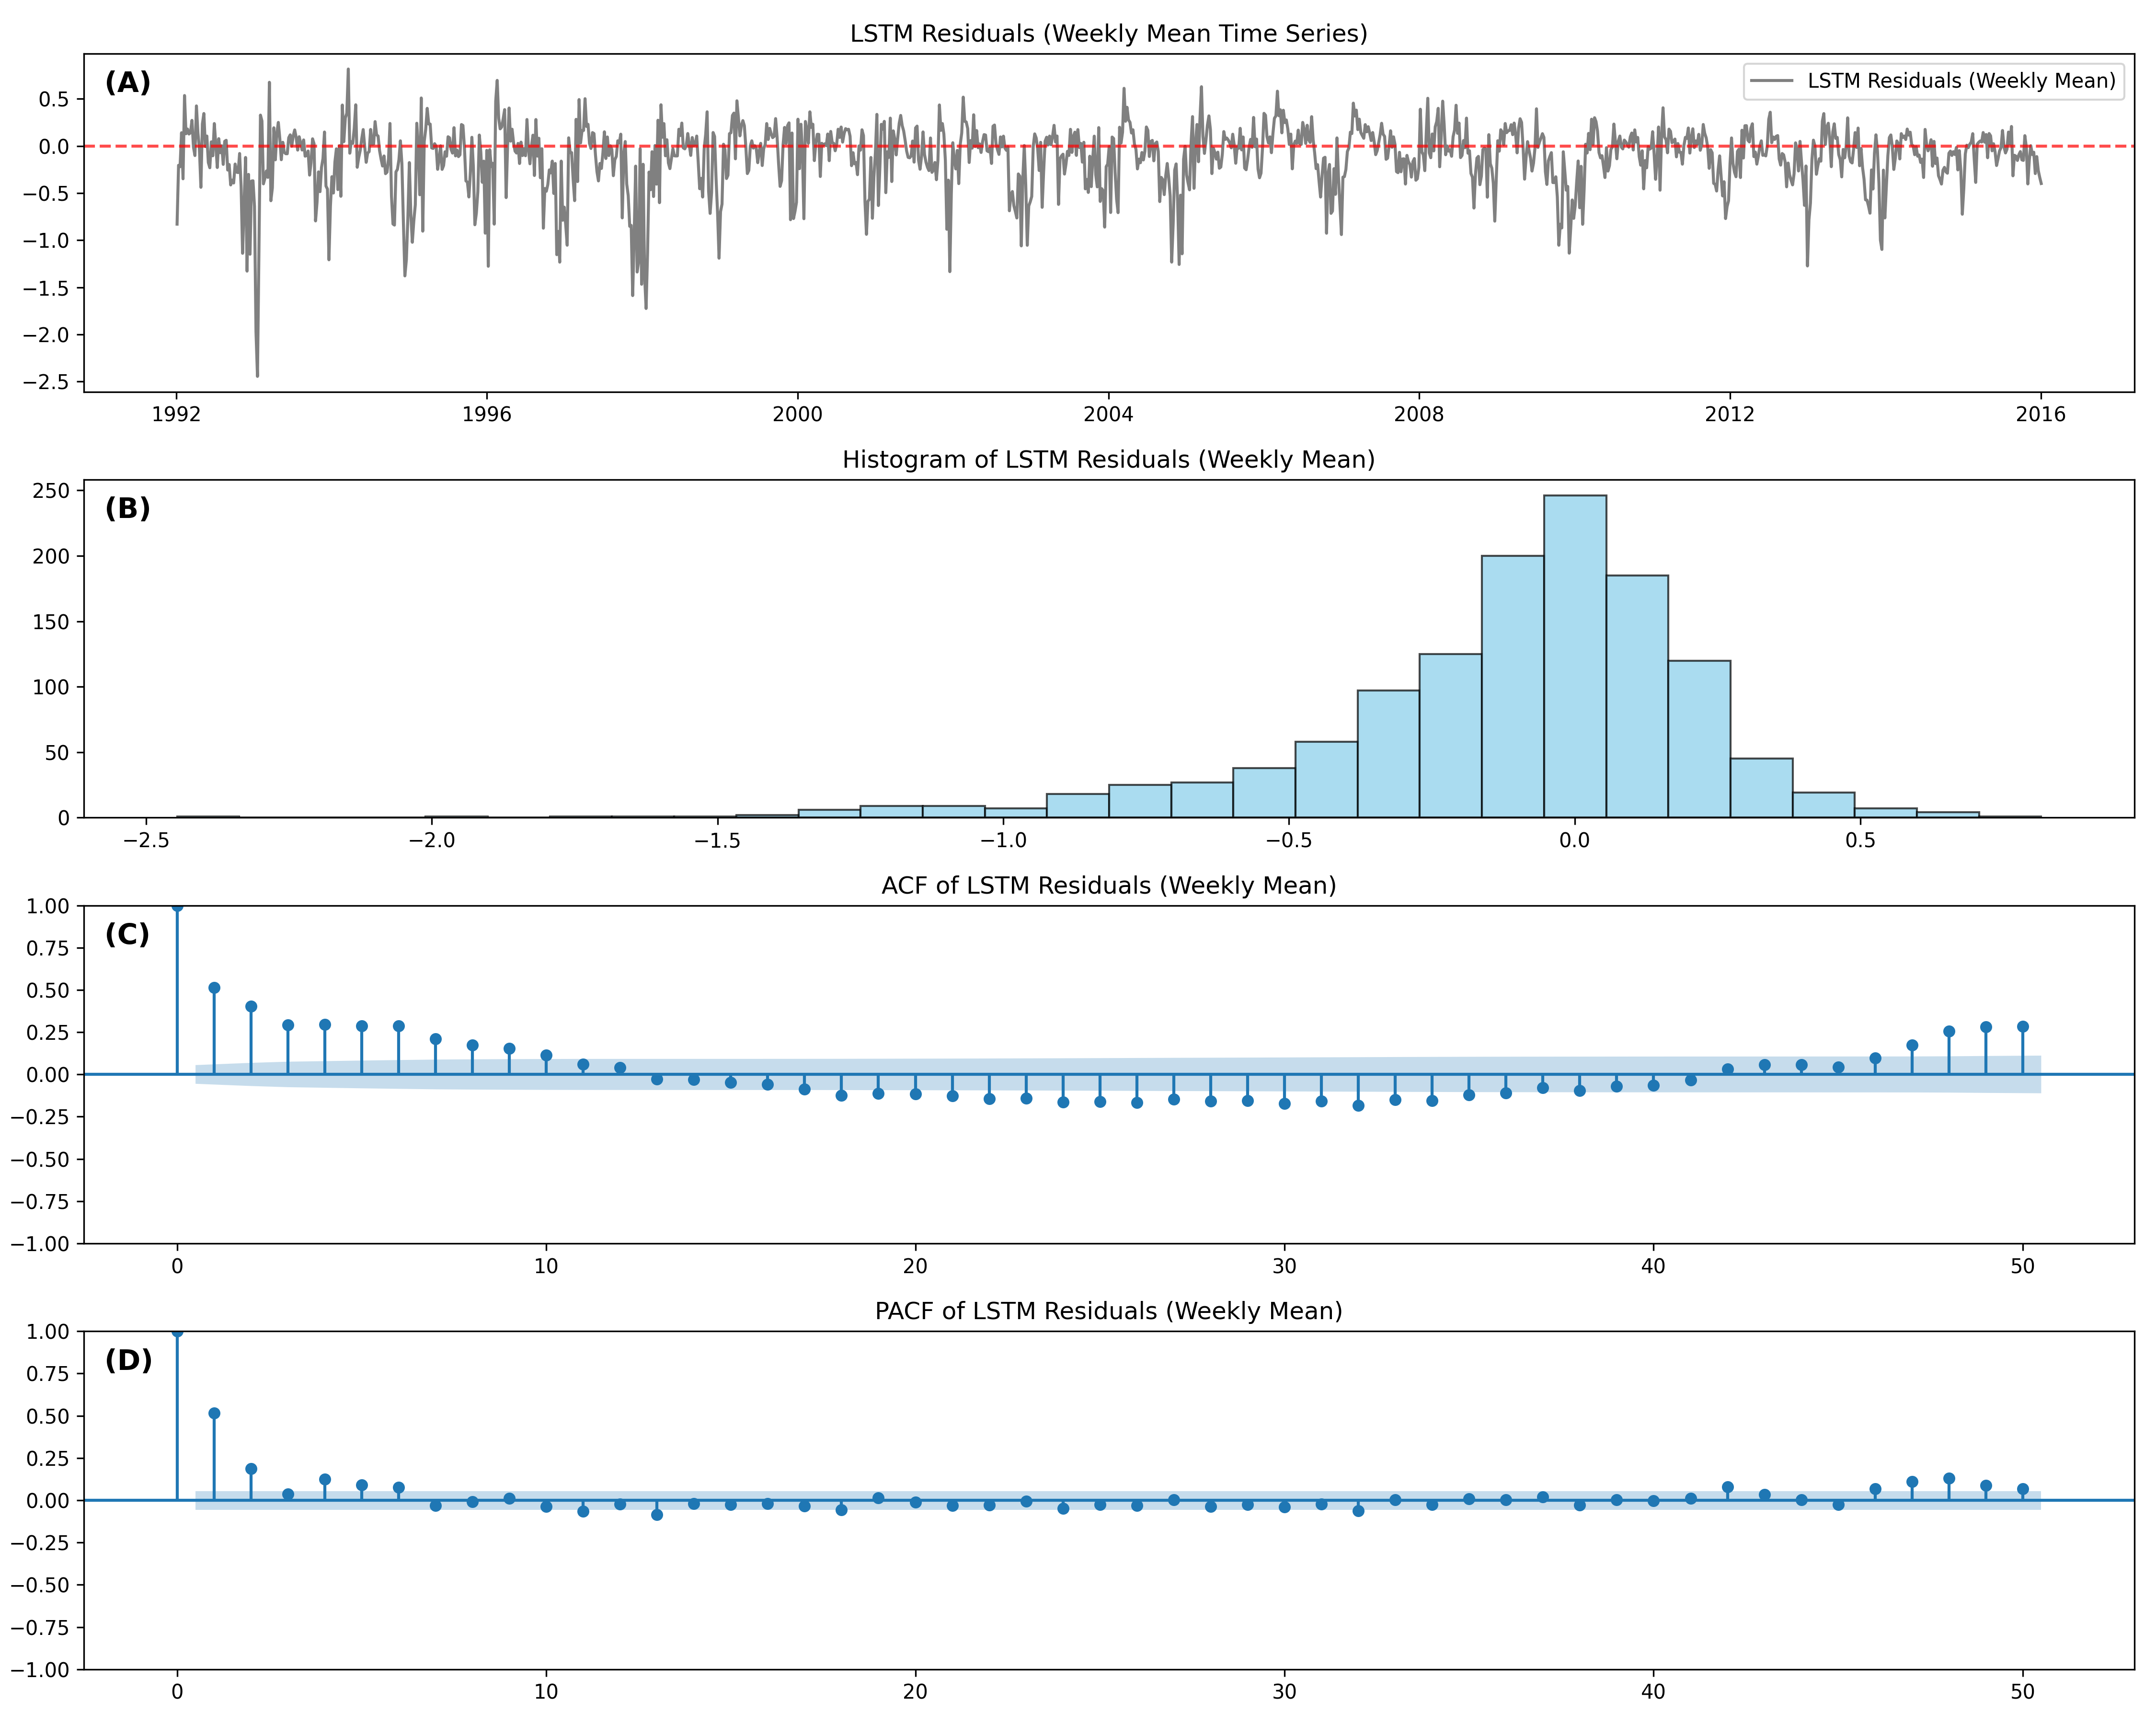 LSTM Residuals (Weekly Mean Time Series)
(A)
LSTM Residuals (Weekly Mean)
0.5
0.0
−0.5
−1.0
−1.5
−2.0
−2.5
1992 1996 2000 2004 2008 2012 2016
Histogram of LSTM Residuals (Weekly Mean)
(B)
250
200
150
100
50
0
−2.5 −2.0 −1.5 −1.0 −0.5 0.0 0.5
ACF of LSTM Residuals (Weekly Mean)
(C)
1.00
0.75
0.50
0.25
0.00
−0.25
−0.50
−0.75
−1.00
0 10 20 30 40 50
PACF of LSTM Residuals (Weekly Mean)
(D)
1.00
0.75
0.50
0.25
0.00
−0.25
−0.50
−0.75
−1.00
0 10 20 30 40 50